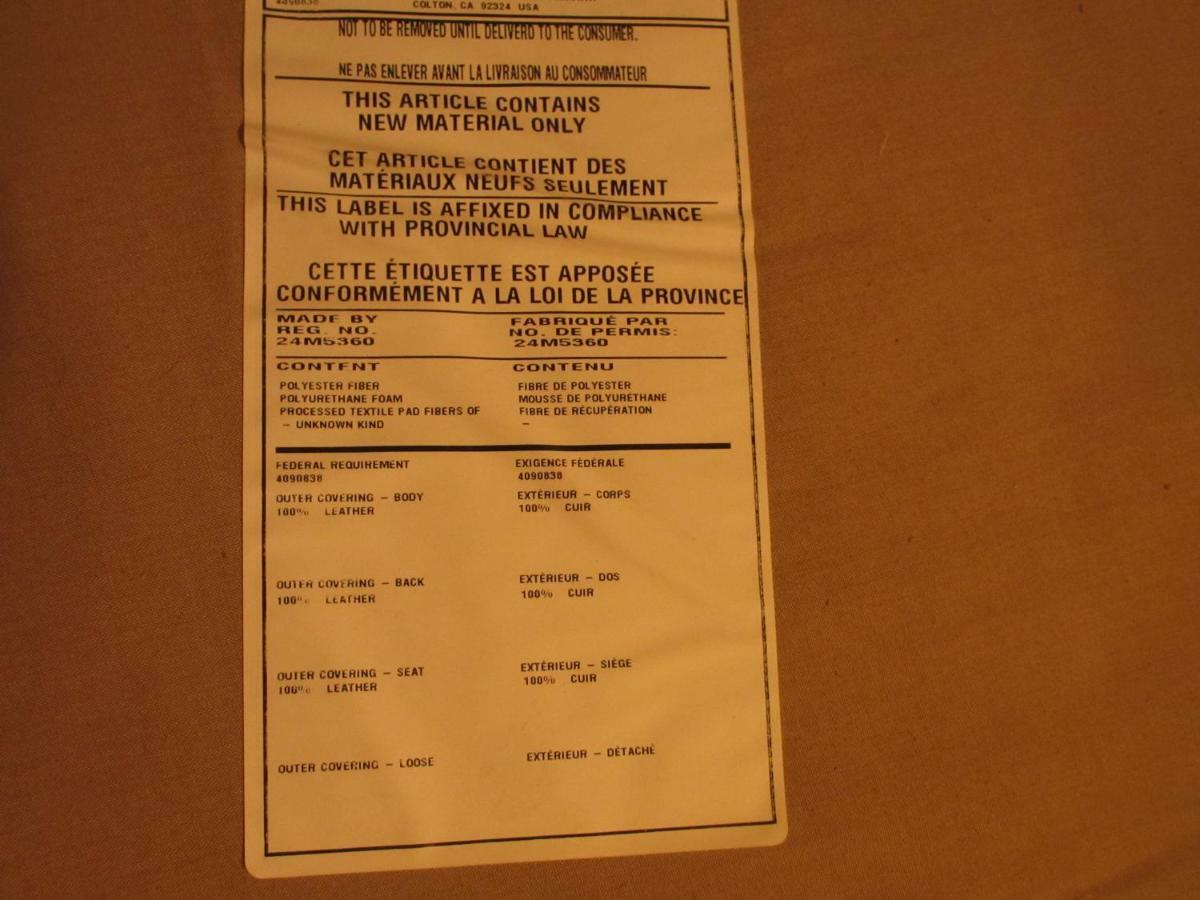 COLTON, CA 92324 USA
NOT TO BE REMOVED UNTIL DELIVERD TO THE CONSUMER.
NE PAS ENLEVER AVANT LA LIVRAISON AU CONSOMMATEUR
THIS ARTICLE CONTAINS
NEW MATERIAL ONLY
CET ARTICLE CONTIENT DES
MATÉRIAUX NEUFS SEULEMENT
THIS LABEL IS AFFIXED IN COMPLIANCE
WITH PROVINCIAL LAW
CETTE ÉTIQUETTE EST APPOSÉE
CONFORMÉMENT A LA LOI DE LA PROVINCE
MADE BY
REG. NO.
24M5360
FABRIQUÉ PAR
NO. DE PERMIS:
24M5360
CONTENT
POLYESTER FIBER
POLYURETHANE FOAM
PROCESSED TEXTILE PAD FIBERS OF
– UNKNOWN KIND
CONTENU
FIBRE DE POLYESTER
MOUSSE DE POLYURÉTHANE
FIBRE DE RÉCUPÉRATION
–
FEDERAL REQUIREMENT
4090838
EXIGENCE FÉDÉRALE
4090838
OUTER COVERING – BODY
100% LEATHER
EXTÉRIEUR – CORPS
100% CUIR
OUTER COVERING – BACK
100% LEATHER
EXTÉRIEUR – DOS
100% CUIR
OUTER COVERING – SEAT
100% LEATHER
EXTÉRIEUR – SIÈGE
100% CUIR
OUTER COVERING – LOOSE
EXTÉRIEUR – DÉTACHÉ